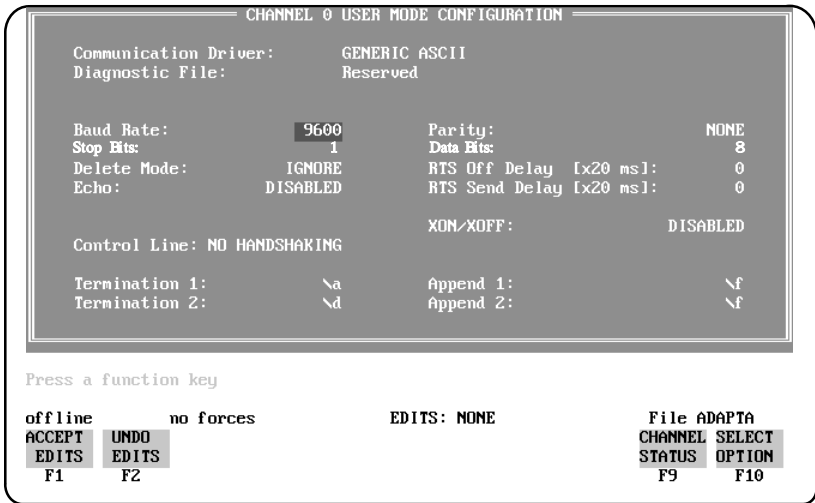 CHANNEL 0 USER MODE CONFIGURATION
Communication Driver: GENERIC ASCII
Diagnostic File: Reserved
Baud Rate: 9600 Parity: NONE
Stop Bits: 1 Data Bits: 8
Delete Mode: IGNORE RTS Off Delay [x20 ms]: 0
Echo: DISABLED RTS Send Delay [x20 ms]: 0
XON/XOFF: DISABLED
Control Line: NO HANDSHAKING
Termination 1: \a Append 1: \f
Termination 2: \d Append 2: \f
Press a function key
offline no forces EDITS: NONE File ADAPTA
ACCEPT UNDO CHANNEL SELECT
EDITS EDITS STATUS OPTION
F1 F2 F9 F10